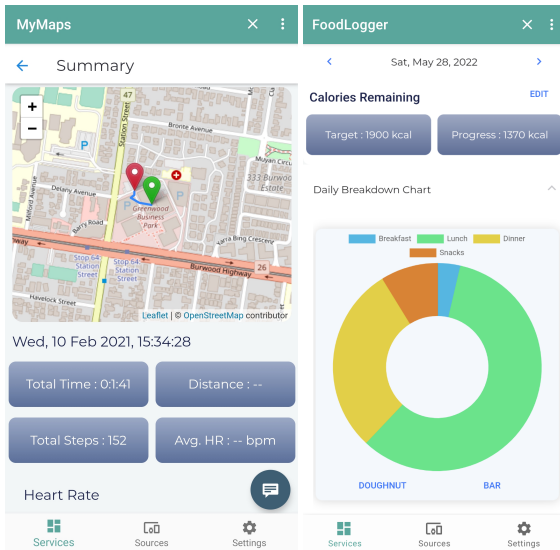 MyMaps
Summary
+
−
47
Station Street
Bronte Avenue
P
Muyan Circu
333 Burwood
Estate
Milford Avenue
Delany Avenue
P
P
Greenwood
Business
Park
Barry Road
Yarra Bing Crescent
Stop 64:
Station
Street
Stop 64:
Station
Street
Burwood Highway
26
Havelock Street
Leaflet | © OpenStreetMap contributor
Wed, 10 Feb 2021, 15:34:28
Total Time : 0:1:41
Distance : --
Total Steps : 152
Avg. HR : -- bpm
Heart Rate
Services
Sources
Settings
FoodLogger
Sat, May 28, 2022
Calories Remaining
EDIT
Target : 1900 kcal
Progress : 1370 kcal
Daily Breakdown Chart
Breakfast
Lunch
Dinner
Snacks
DOUGHNUT
BAR
Services
Sources
Settings